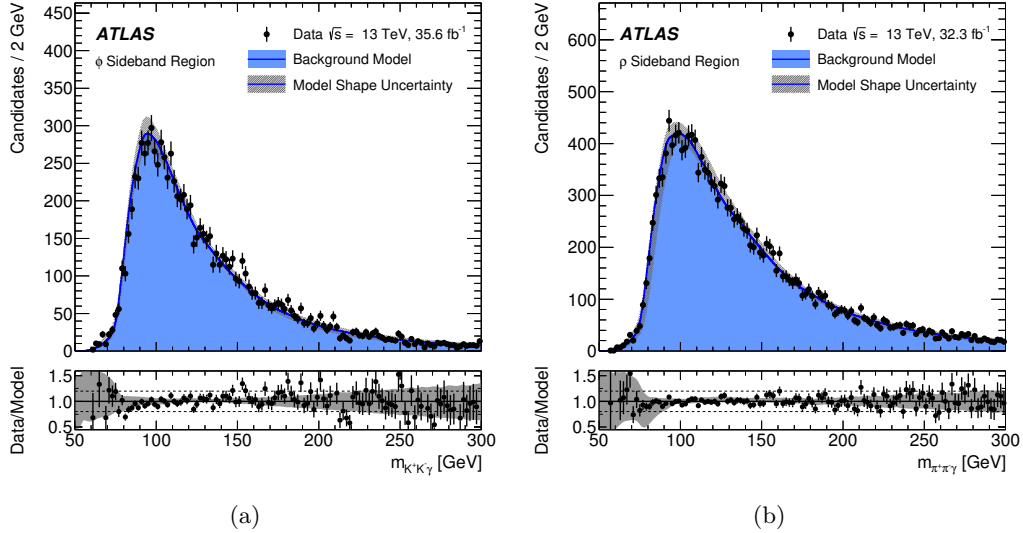 Candidates / 2 GeV
450
400
350
300
250
200
150
100
50
0
ATLAS
Data √s = 13 TeV, 35.6 fb⁻¹
ϕ Sideband Region
Background Model
Model Shape Uncertainty
Data/Model
1.5
1.0
0.5
50 100 150 200 250 300
m_{K⁺K⁻γ} [GeV]
(a)
Candidates / 2 GeV
600
500
400
300
200
100
0
ATLAS
Data √s = 13 TeV, 32.3 fb⁻¹
ρ Sideband Region
Background Model
Model Shape Uncertainty
Data/Model
1.5
1.0
0.5
50 100 150 200 250 300
m_{π⁺π⁻γ} [GeV]
(b)